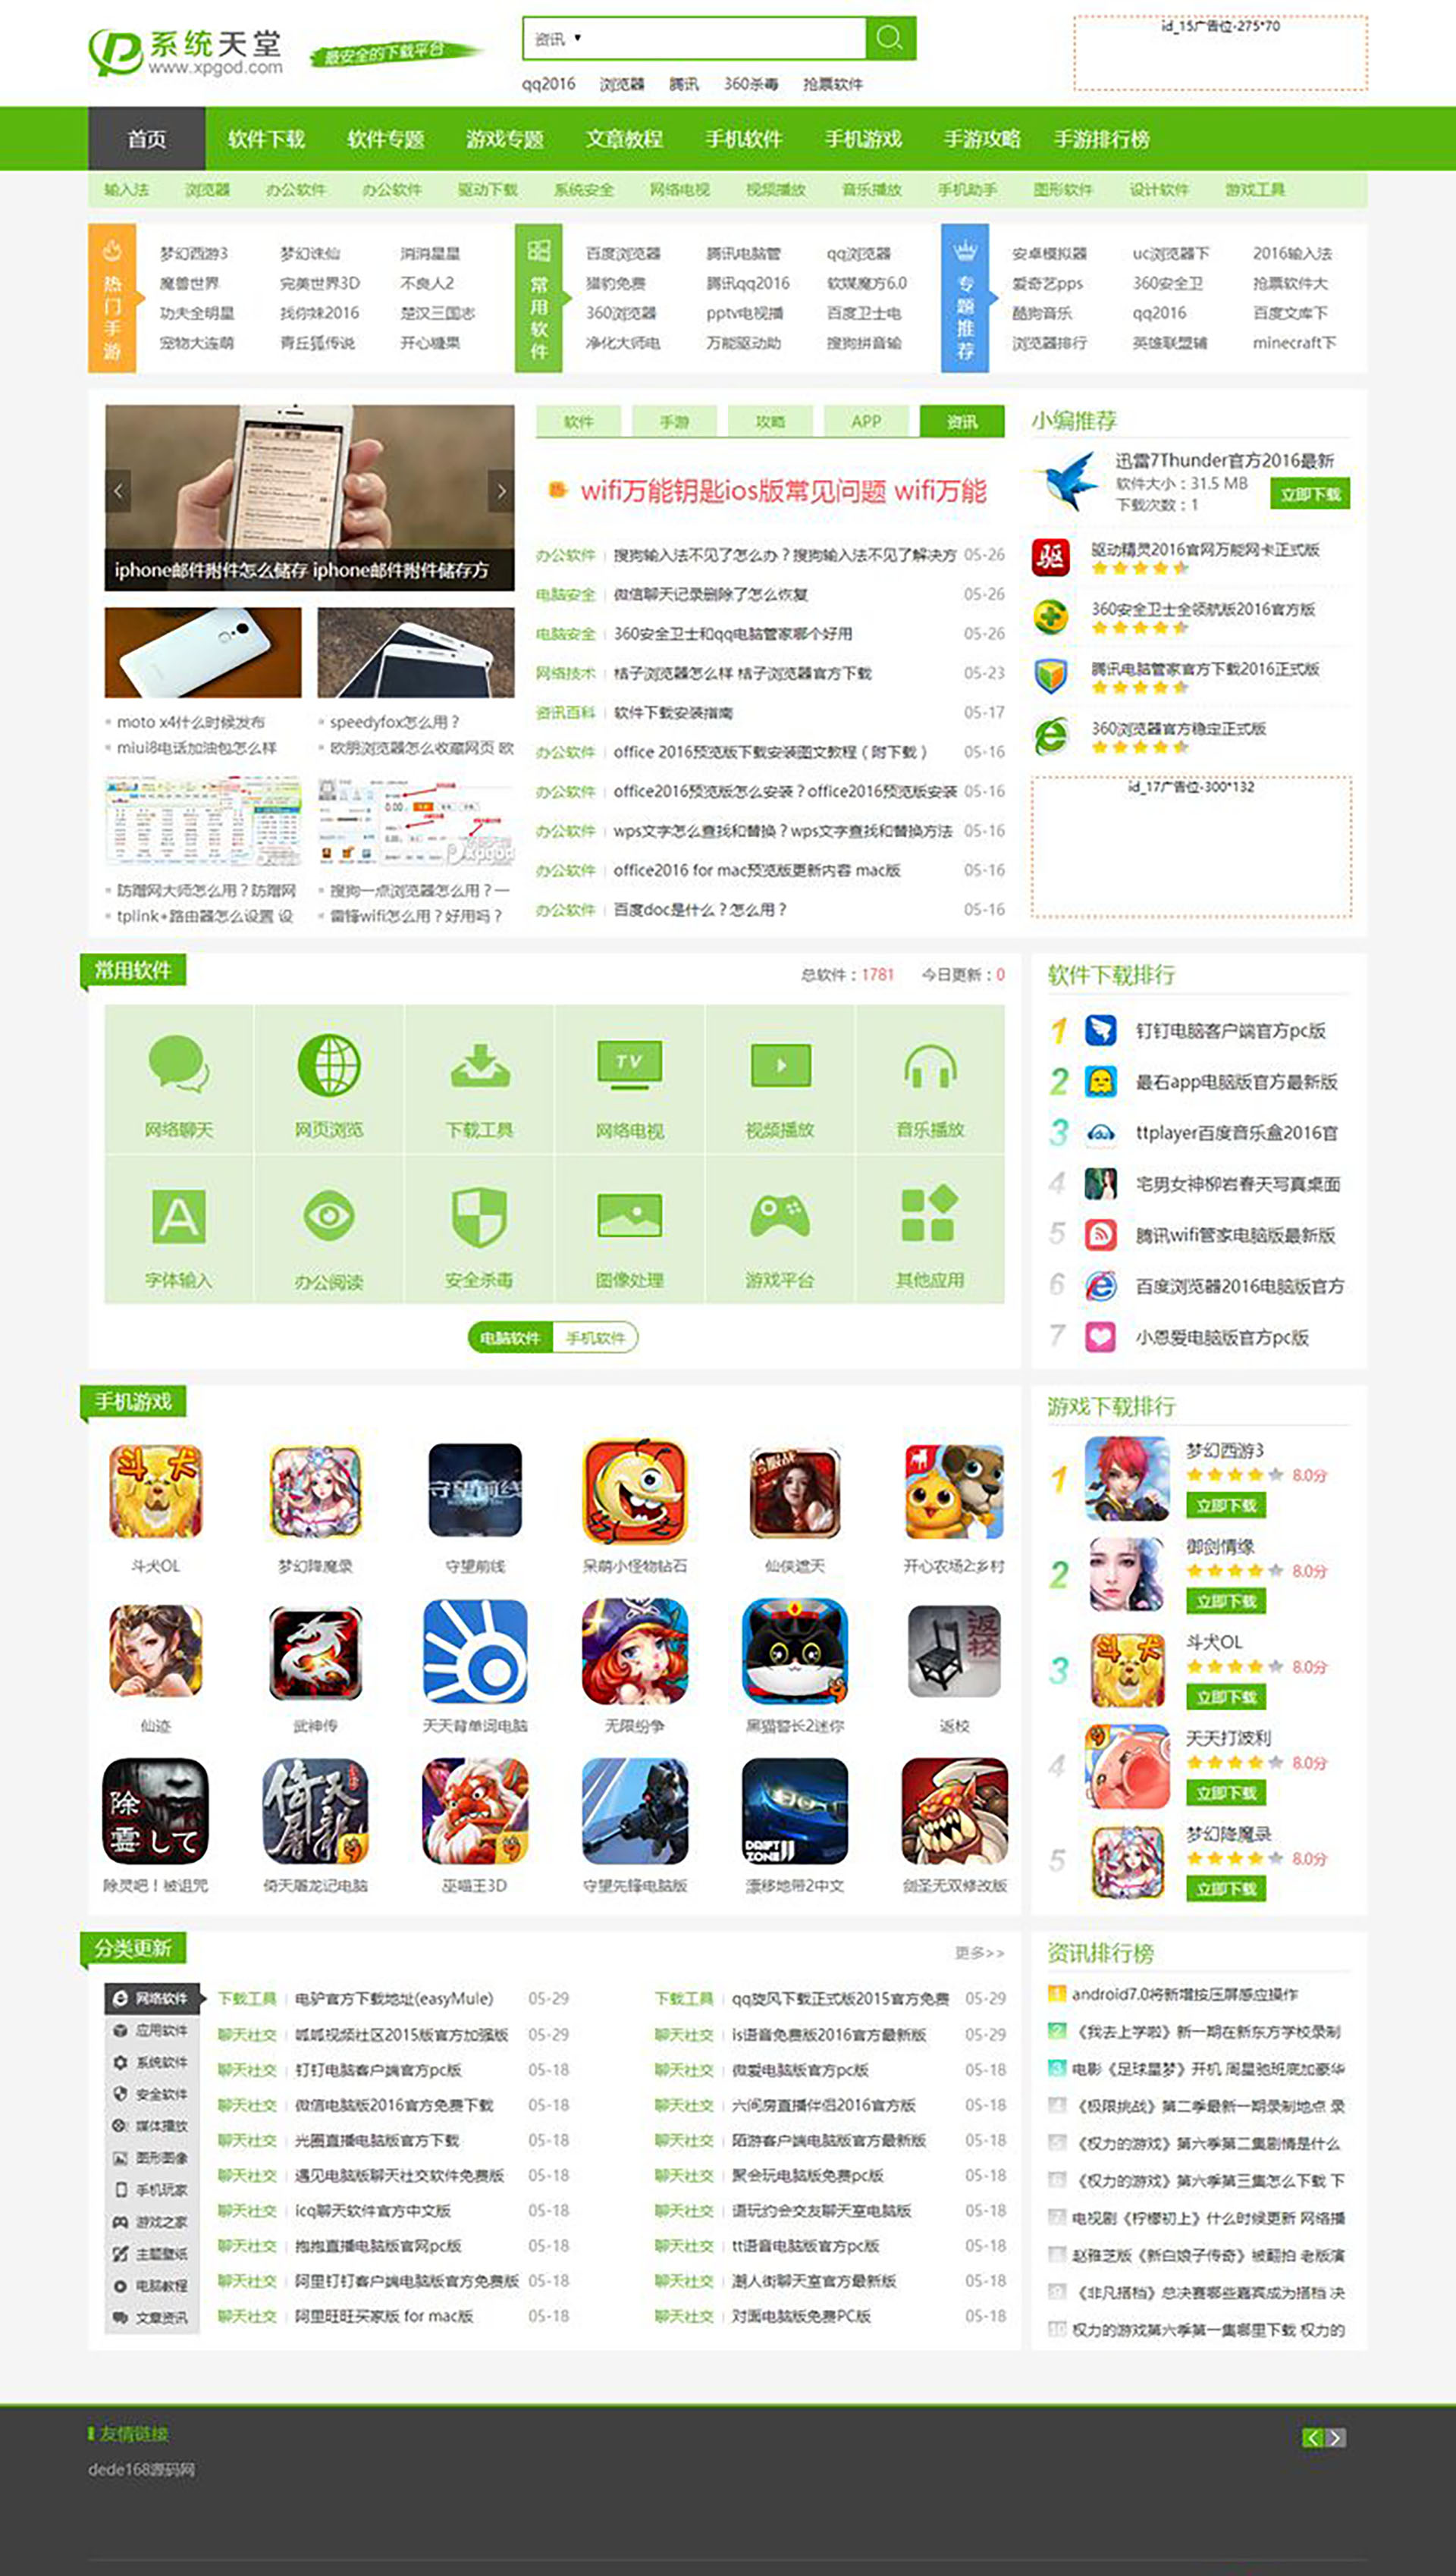 系统天堂
www.xpgod.com
最安全的下载平台
资讯 ▼
qq2016 浏览器 腾讯 360杀毒 抢票软件
id_15广告位-275*70
首页 软件下载 软件专题 游戏专题 文章教程 手机软件 手机游戏 手游攻略 手游排行榜
输入法 浏览器 办公软件 办公软件 驱动下载 系统安全 网络电视 视频播放 音乐播放 手机助手 图形软件 设计软件 游戏工具
热门手游
梦幻西游3 梦幻诛仙 消消星星
魔兽世界 完美世界3D 不良人2
功夫全明星 找你妹2016 楚汉三国志
宠物大连萌 青丘狐传说 开心糖果
常用软件
百度浏览器 腾讯电脑管 qq浏览器
猎豹免费 腾讯qq2016 软媒魔方6.0
360浏览器 pptv电视播 百度卫士电
净化大师电 万能驱动助 搜狗拼音输
专题推荐
安卓模拟器 uc浏览器下 2016输入法
爱奇艺pps 360安全卫 抢票软件大
酷狗音乐 qq2016 百度文库下
浏览器排行 英雄联盟辅 minecraft下
iphone邮件附件怎么储存 iphone邮件附件储存方
moto x4什么时候发布
miui8电话加油包怎么样
speedyfox怎么用？
欧朋浏览器怎么收藏网页 欧
防蹭网大师怎么用？防蹭网
tplink+路由器怎么设置 设
搜狗一点浏览器怎么用？一
雷锋wifi怎么用？好用吗？
软件 手游 攻略 APP 资讯
wifi万能钥匙ios版常见问题 wifi万能
办公软件 搜狗输入法不见了怎么办？搜狗输入法不见了解决方 05-26
电脑安全 微信聊天记录删除了怎么恢复 05-26
电脑安全 360安全卫士和qq电脑管家哪个好用 05-26
网络技术 桔子浏览器怎么样 桔子浏览器官方下载 05-23
资讯百科 软件下载安装指南 05-17
办公软件 office 2016预览版下载安装图文教程（附下载） 05-16
办公软件 office2016预览版怎么安装？office2016预览版安装 05-16
办公软件 wps文字怎么查找和替换？wps文字查找和替换方法 05-16
办公软件 office2016 for mac预览版更新内容 mac版 05-16
办公软件 百度doc是什么？怎么用？ 05-16
小编推荐
迅雷7Thunder官方2016最新
软件大小：31.5 MB
下载次数：1
立即下载
驱动精灵2016官网万能网卡正式版
360安全卫士全领航版2016官方版
腾讯电脑管家官方下载2016正式版
360浏览器官方稳定正式版
id_17广告位-300*132
常用软件
总软件：1781 今日更新：0
网络聊天 网页浏览 下载工具 网络电视 视频播放 音乐播放
字体输入 办公阅读 安全杀毒 图像处理 游戏平台 其他应用
电脑软件 手机软件
软件下载排行
1 钉钉电脑客户端官方pc版
2 最右app电脑版官方最新版
3 ttplayer百度音乐盒2016官
4 宅男女神柳岩春天写真桌面
5 腾讯wifi管家电脑版最新版
6 百度浏览器2016电脑版官方
7 小恩爱电脑版官方pc版
手机游戏
斗犬OL 梦幻降魔录 守望前线 呆萌小怪物钻石 仙侠遮天 开心农场2:乡村
仙迹 武神传 天天背单词电脑 无限纷争 黑猫警长2迷你 返校
除灵吧！被诅咒 倚天屠龙记电脑 巫喵王3D 守望先锋电脑版 漂移地带2中文 剑圣无双修改版
游戏下载排行
1 梦幻西游3
8.0分
立即下载
2 御剑情缘
8.0分
立即下载
3 斗犬OL
8.0分
立即下载
4 天天打波利
8.0分
立即下载
5 梦幻降魔录
8.0分
立即下载
分类更新
更多>>
网络软件
应用软件
系统软件
安全软件
媒体播放
图形图像
手机玩家
游戏之家
主题壁纸
电脑教程
文章资讯
下载工具 电驴官方下载地址(easyMule) 05-29
聊天社交 呱呱视频社区2015版官方加强版 05-29
聊天社交 钉钉电脑客户端官方pc版 05-18
聊天社交 微信电脑版2016官方免费下载 05-18
聊天社交 光圈直播电脑版官方下载 05-18
聊天社交 遇见电脑版聊天社交软件免费版 05-18
聊天社交 icq聊天软件官方中文版 05-18
聊天社交 抱抱直播电脑版官网pc版 05-18
聊天社交 阿里钉钉客户端电脑版官方免费版 05-18
聊天社交 阿里旺旺买家版 for mac版 05-18
下载工具 qq旋风下载正式版2015官方免费 05-29
聊天社交 is语音免费版2016官方最新版 05-29
聊天社交 微爱电脑版官方pc版 05-18
聊天社交 六间房直播伴侣2016官方版 05-18
聊天社交 陌游客户端电脑版官方最新版 05-18
聊天社交 聚会玩电脑版免费pc版 05-18
聊天社交 语玩约会交友聊天室电脑版 05-18
聊天社交 tt语音电脑版官方pc版 05-18
聊天社交 潮人街聊天室官方最新版 05-18
聊天社交 对面电脑版免费PC版 05-18
资讯排行榜
1 android7.0将新增按压屏感应操作
2 《我去上学啦》新一期在新东方学校录制
3 电影《足球星梦》开机 周星驰班底加豪华
4 《极限挑战》第二季最新一期录制地点 录
5 《权力的游戏》第六季第二集剧情是什么
6 《权力的游戏》第六季第三集怎么下载 下
7 电视剧《柠檬初上》什么时候更新 网络播
8 赵雅芝版《新白娘子传奇》被翻拍 老版演
9 《非凡搭档》总决赛哪些嘉宾成为搭档 决
10 权力的游戏第六季第一集哪里下载 权力的
友情链接
dede168源码网